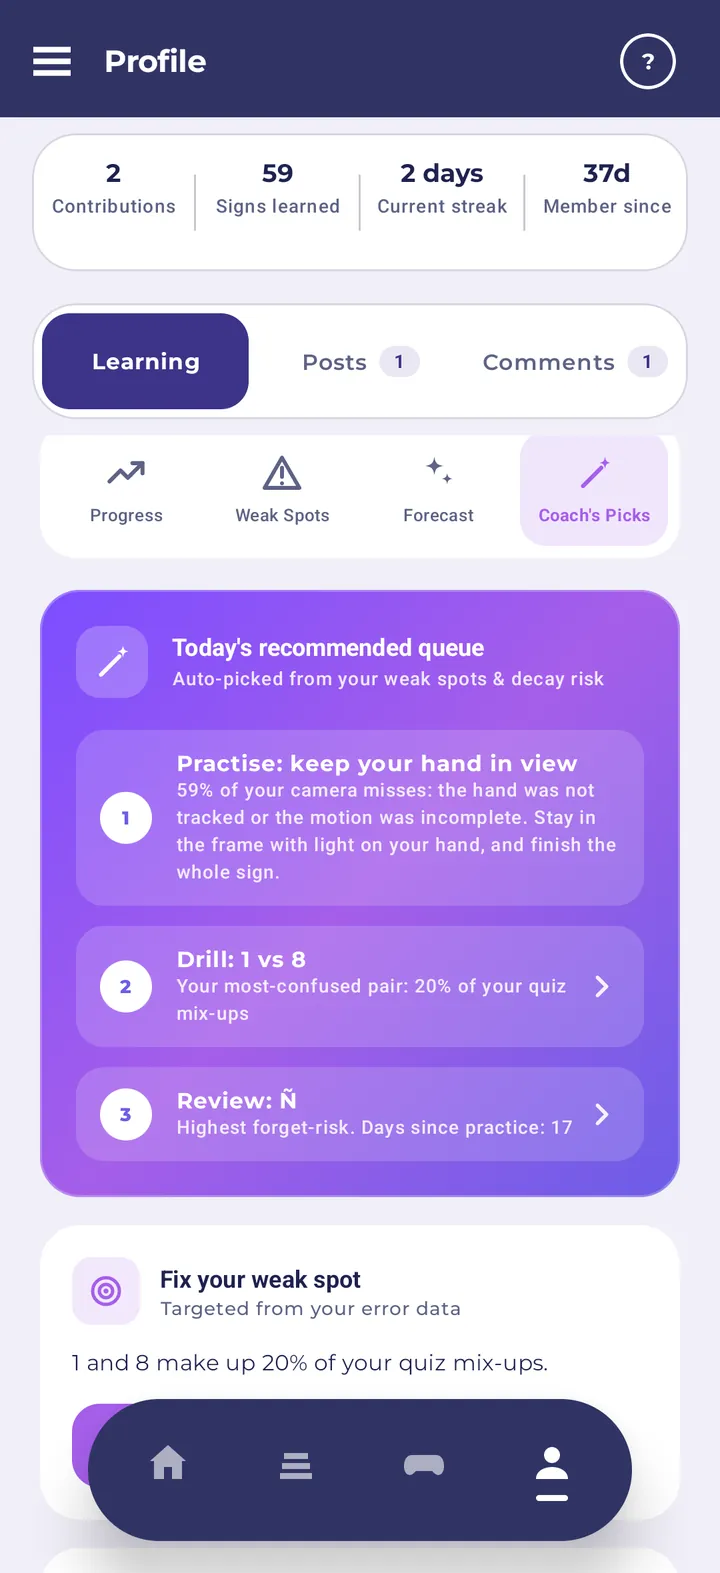 Profile
?
2
Contributions
59
Signs learned
2 days
Current streak
37d
Member since
Learning
Posts 1
Comments 1
Progress
Weak Spots
Forecast
Coach's Picks
Today's recommended queue
Auto-picked from your weak spots & decay risk
1
Practise: keep your hand in view
59% of your camera misses: the hand was not
tracked or the motion was incomplete. Stay in
the frame with light on your hand, and finish the
whole sign.
2
Drill: 1 vs 8
Your most-confused pair: 20% of your quiz
mix-ups
3
Review: Ñ
Highest forget-risk. Days since practice: 17
Fix your weak spot
Targeted from your error data
1 and 8 make up 20% of your quiz mix-ups.